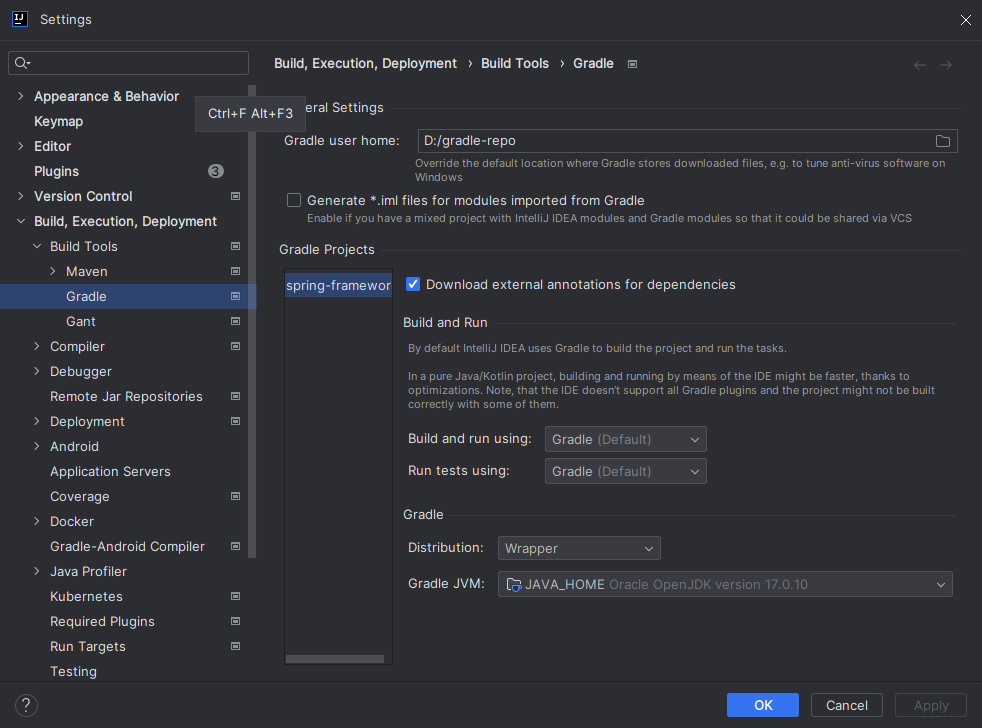 Settings
Build, Execution, Deployment › Build Tools › Gradle
Appearance & Behavior
Keymap
Editor
Plugins
3
Version Control
Build, Execution, Deployment
Build Tools
Maven
Gradle
Gant
Compiler
Debugger
Remote Jar Repositories
Deployment
Android
Application Servers
Coverage
Docker
Gradle-Android Compiler
Java Profiler
Kubernetes
Required Plugins
Run Targets
Testing
Ctrl+F Alt+F3
eral Settings
Gradle user home:
D:/gradle-repo
Override the default location where Gradle stores downloaded files, e.g. to tune anti-virus software on
Windows
Generate *.iml files for modules imported from Gradle
Enable if you have a mixed project with IntelliJ IDEA modules and Gradle modules so that it could be shared via VCS
Gradle Projects
spring-framewor
Download external annotations for dependencies
Build and Run
By default IntelliJ IDEA uses Gradle to build the project and run the tasks.
In a pure Java/Kotlin project, building and running by means of the IDE might be faster, thanks to
optimizations. Note, that the IDE doesn't support all Gradle plugins and the project might not be built
correctly with some of them.
Build and run using:
Gradle (Default)
Run tests using:
Gradle (Default)
Gradle
Distribution:
Wrapper
Gradle JVM:
JAVA_HOME Oracle OpenJDK version 17.0.10
?
OK
Cancel
Apply